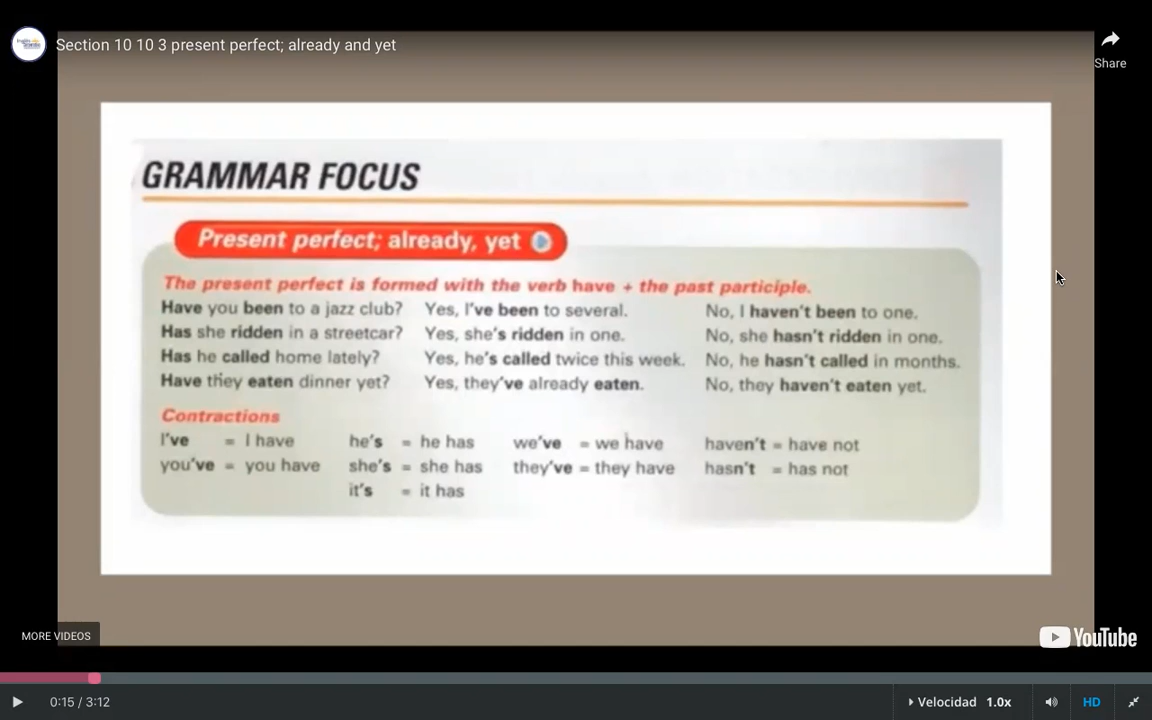 Section 10 10 3 present perfect; already and yet
Share
GRAMMAR FOCUS
Present perfect; already, yet
The present perfect is formed with the verb have + the past participle.
Have you been to a jazz club? Yes, I've been to several. No, I haven't been to one.
Has she ridden in a streetcar? Yes, she's ridden in one. No, she hasn't ridden in one.
Has he called home lately? Yes, he's called twice this week. No, he hasn't called in months.
Have they eaten dinner yet? Yes, they've already eaten. No, they haven't eaten yet.
Contractions
I've = I have he's = he has we've = we have haven't = have not
you've = you have she's = she has they've = they have hasn't = has not
it's = it has
MORE VIDEOS
YouTube
0:15 / 3:12 Velocidad 1.0x HD